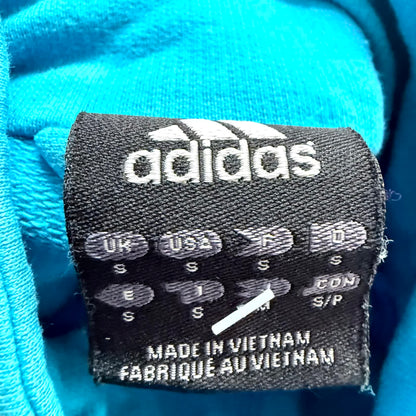 adidas
UK USA F D
S S S S
E I J CON
S S M S/P
MADE IN VIETNAM
FABRIQUÉ AU VIETNAM